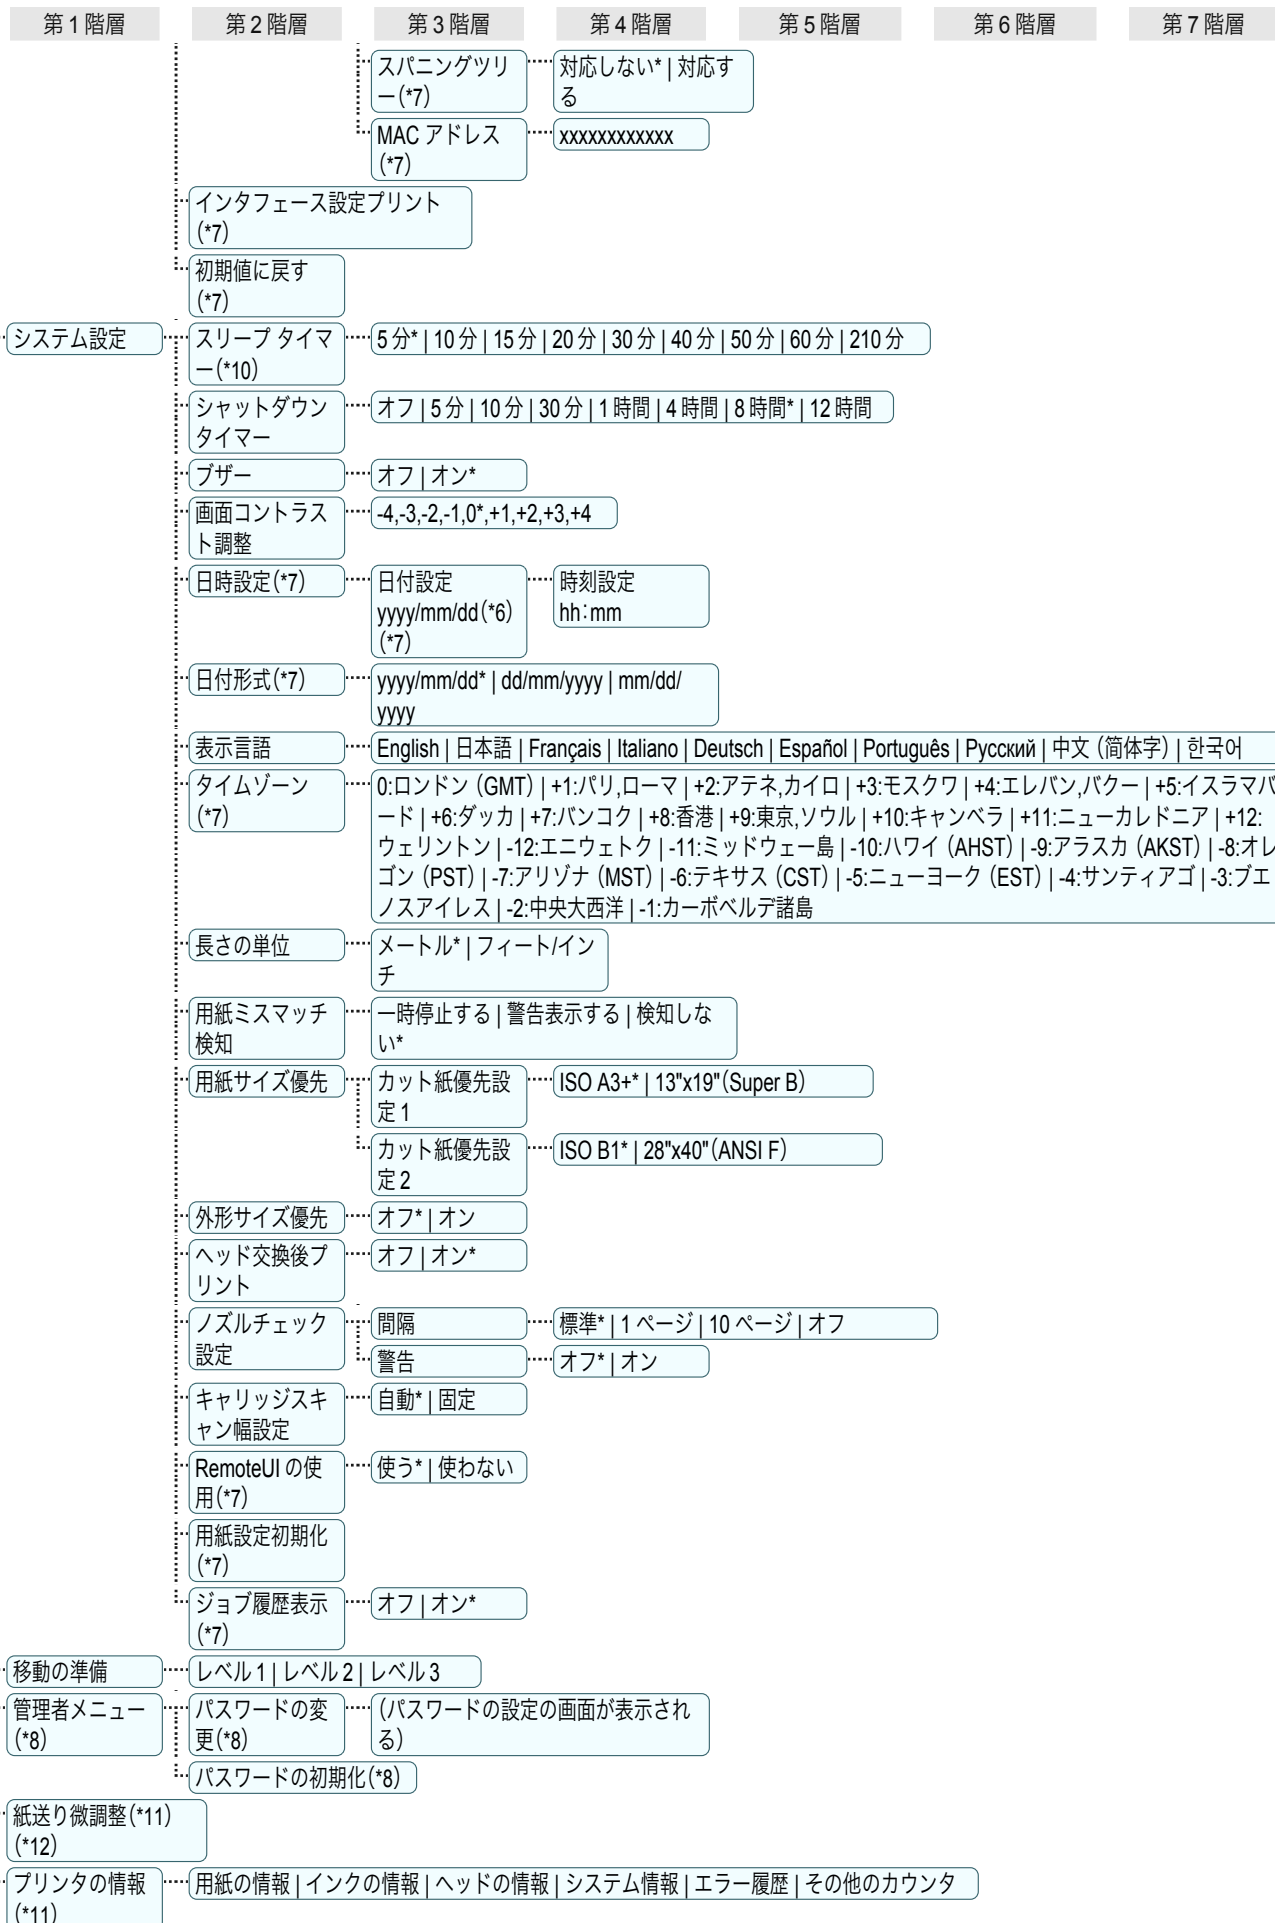 第1階層 第2階層 第3階層 第4階層 第5階層 第6階層 第7階層
スパニングツリ
ー(*7)
対応しない* | 対応す
る
MAC アドレス
(*7)
xxxxxxxxxxxx
インタフェース設定プリント
(*7)
初期値に戻す
(*7)
システム設定
スリープ タイマ
ー(*10)
5分* | 10分 | 15分 | 20分 | 30分 | 40分 | 50分 | 60分 | 210分
シャットダウン
タイマー
オフ | 5分 | 10分 | 30分 | 1時間 | 4時間 | 8時間* | 12時間
ブザー
オフ | オン*
画面コントラス
ト調整
-4,-3,-2,-1,0*,+1,+2,+3,+4
日時設定(*7)
日付設定
yyyy/mm/dd(*6)
(*7)
時刻設定
hh:mm
日付形式(*7)
yyyy/mm/dd* | dd/mm/yyyy | mm/dd/
yyyy
表示言語
English | 日本語 | Français | Italiano | Deutsch | Español | Português | Русский | 中文 (简体字) | 한국어
タイムゾーン
(*7)
0:ロンドン (GMT) | +1:パリ,ローマ | +2:アテネ,カイロ | +3:モスクワ | +4:エレバン,バクー | +5:イスラマバ
ード | +6:ダッカ | +7:バンコク | +8:香港 | +9:東京,ソウル | +10:キャンベラ | +11:ニューカレドニア | +12:
ウェリントン | -12:エニウェトク | -11:ミッドウェー島 | -10:ハワイ (AHST) | -9:アラスカ (AKST) | -8:オレ
ゴン (PST) | -7:アリゾナ (MST) | -6:テキサス (CST) | -5:ニューヨーク (EST) | -4:サンティアゴ | -3:ブエ
ノスアイレス | -2:中央大西洋 | -1:カーボベルデ諸島
長さの単位
メートル* | フィート/イン
チ
用紙ミスマッチ
検知
一時停止する | 警告表示する | 検知しな
い*
用紙サイズ優先
カット紙優先設
定1
ISO A3+* | 13"x19"(Super B)
カット紙優先設
定2
ISO B1* | 28"x40"(ANSI F)
外形サイズ優先
オフ* | オン
ヘッド交換後プ
リント
オフ | オン*
ノズルチェック
設定
間隔
標準* | 1 ページ | 10 ページ | オフ
警告
オフ* | オン
キャリッジスキ
ャン幅設定
自動* | 固定
RemoteUI の使
用(*7)
使う* | 使わない
用紙設定初期化
(*7)
ジョブ履歴表示
(*7)
オフ | オン*
移動の準備
レベル1 | レベル2 | レベル3
管理者メニュー
(*8)
パスワードの変
更(*8)
(パスワードの設定の画面が表示され
る)
パスワードの初期化(*8)
紙送り微調整(*11)
(*12)
プリンタの情報
(*11)
用紙の情報 | インクの情報 | ヘッドの情報 | システム情報 | エラー履歴 | その他のカウンタ